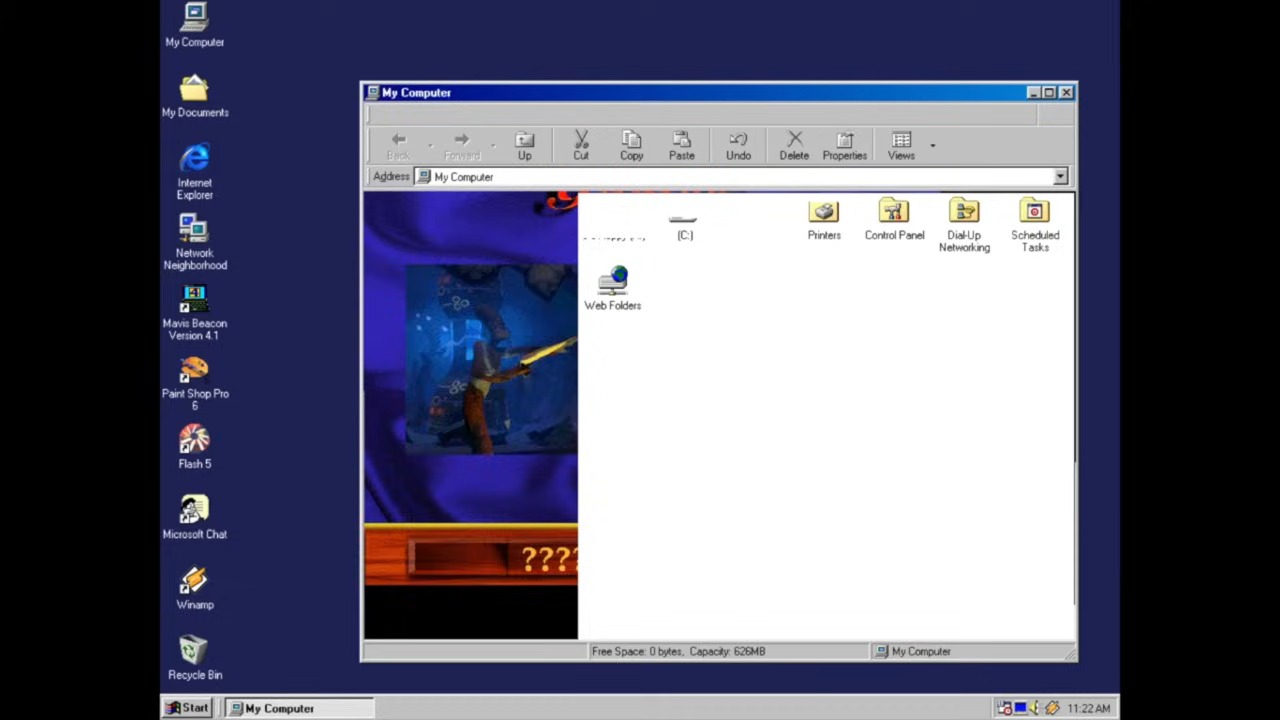 My Computer
My Documents
Internet
Explorer
Network
Neighborhood
Mavis Beacon
Version 4.1
Paint Shop Pro
6
Flash 5
Microsoft Chat
Winamp
Recycle Bin
My Computer
Back
Forward
Up
Cut
Copy
Paste
Undo
Delete
Properties
Views
Address
My Computer
(C:)
Printers
Control Panel
Dial-Up
Networking
Scheduled
Tasks
Web Folders
????
Free Space: 0 bytes, Capacity: 626MB
My Computer
Start
My Computer
11:22 AM